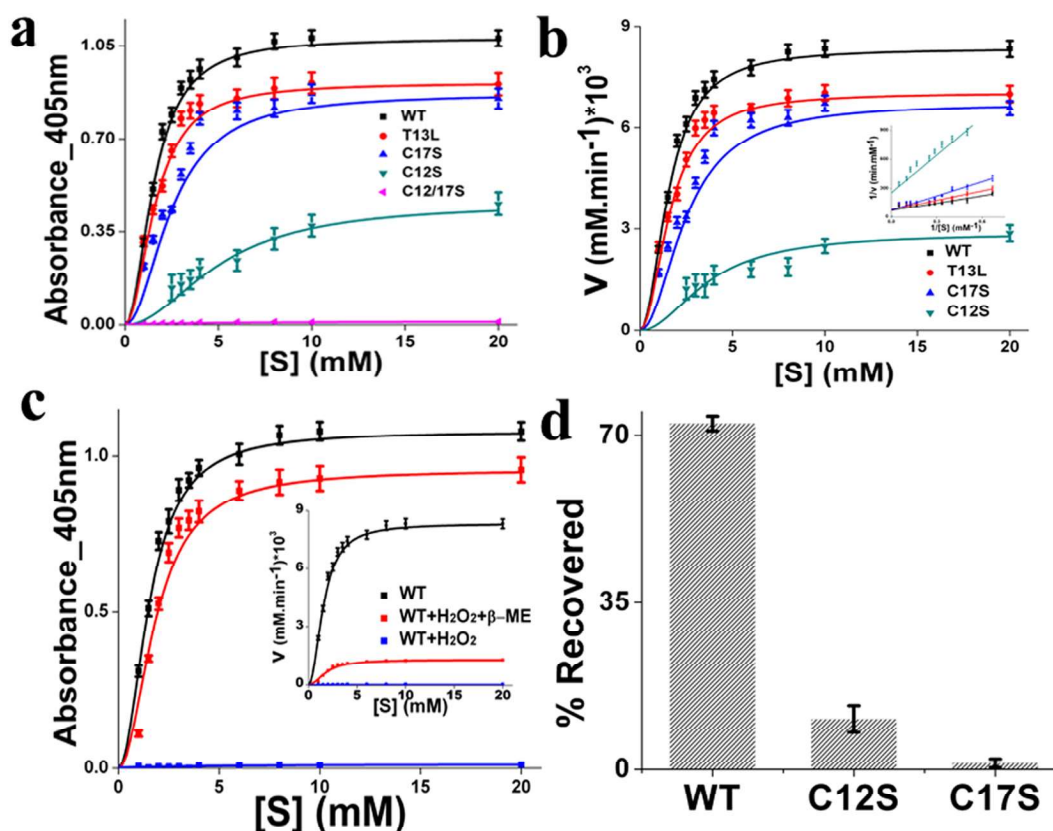 a
Absorbance_405nm
1.05
0.70
0.35
0.00
WT
T13L
C17S
C12S
C12/17S
0 5 10 15 20
[S] (mM)
b
V (mM.min⁻¹)*10³
9
6
3
0
1/v (min.mM⁻¹)
1/[S] (mM⁻¹)
WT
T13L
C17S
C12S
0 5 10 15 20
[S] (mM)
c
Absorbance_405nm
1.0
0.5
0.0
V (mM.min⁻¹)*10³
9
6
3
0
WT
WT+H₂O₂+β−ME
WT+H₂O₂
0 5 10 15 20
[S] (mM)
0 5 10 15 20
[S] (mM)
d
% Recovered
70
35
0
WT C12S C17S